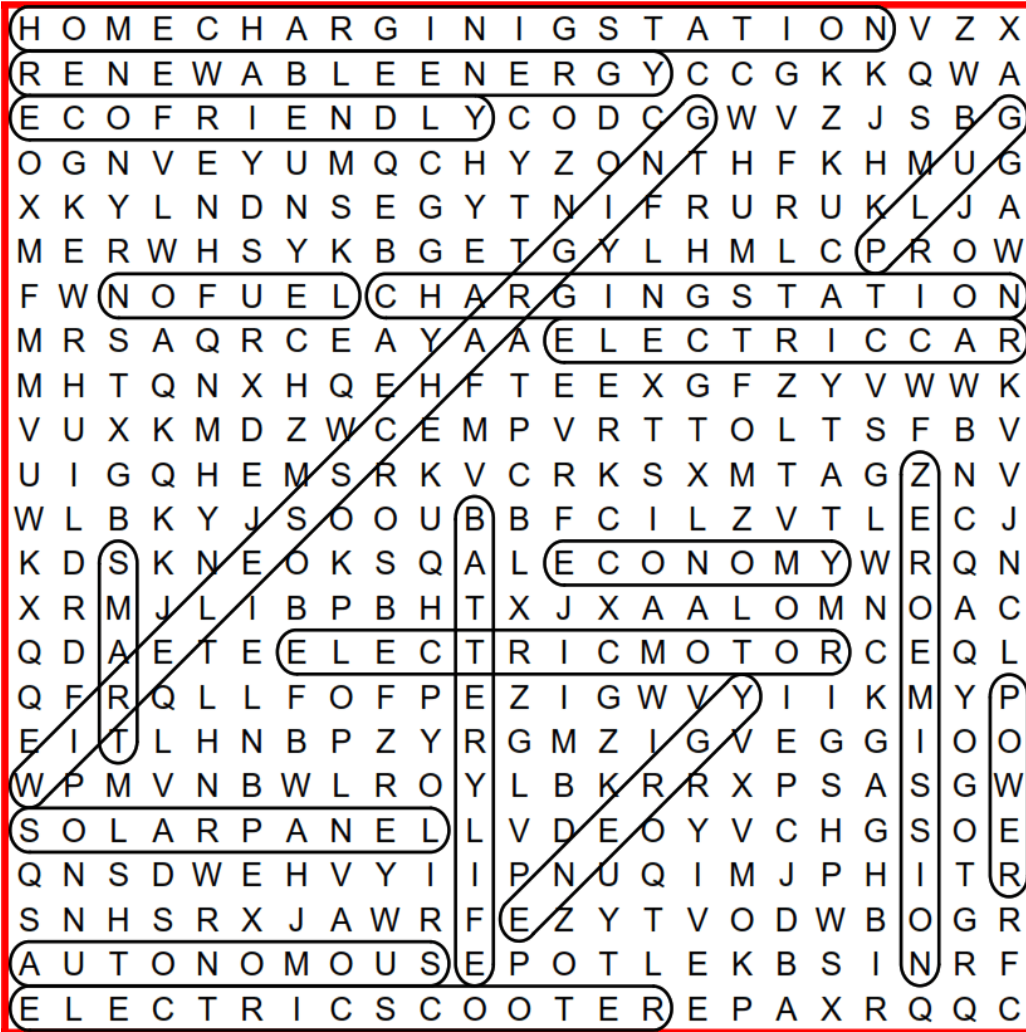 H O M E C H A R G I N I G S T A T I O N V Z X
R E N E W A B L E E N E R G Y C C G K K Q W A
E C O F R I E N D L Y C O D C G W V Z J S B G
O G N V E Y U M Q C H Y Z O N T H F K H M U G
X K Y L N D N S E G Y T N I F R U R U K L J A
M E R W H S Y K B G E T G Y L H M L C P R O W
F W N O F U E L C H A R G I N G S T A T I O N
M R S A Q R C E A Y A A E L E C T R I C C A R
M H T Q N X H Q E H F T E E X G F Z Y V W W K
V U X K M D Z W C E M P V R T T O L T S F B V
U I G Q H E M S R K V C R K S X M T A G Z N V
W L B K Y J S O O U B B F C I L Z V T L E C J
K D S K N E O K S Q A L E C O N O M Y W R Q N
X R M J L I B P B H T X J X A A L O M N O A C
Q D A E T E E L E C T R I C M O T O R C E Q L
Q F R Q L L F O F P E Z I G W V Y I I K M Y P
E I T L H N B P Z Y R G M Z I G V E G G I O O
W P M V N B W L R O Y L B K R R X P S A S G W
S O L A R P A N E L L V D E O Y V C H G S O E
Q N S D W E H V Y I I P N U Q I M J P H I T R
S N H S R X J A W R F E Z Y T V O D W B O G R
A U T O N O M O U S E P O T L E K B S I N R F
E L E C T R I C S C O O T E R E P A X R Q Q C